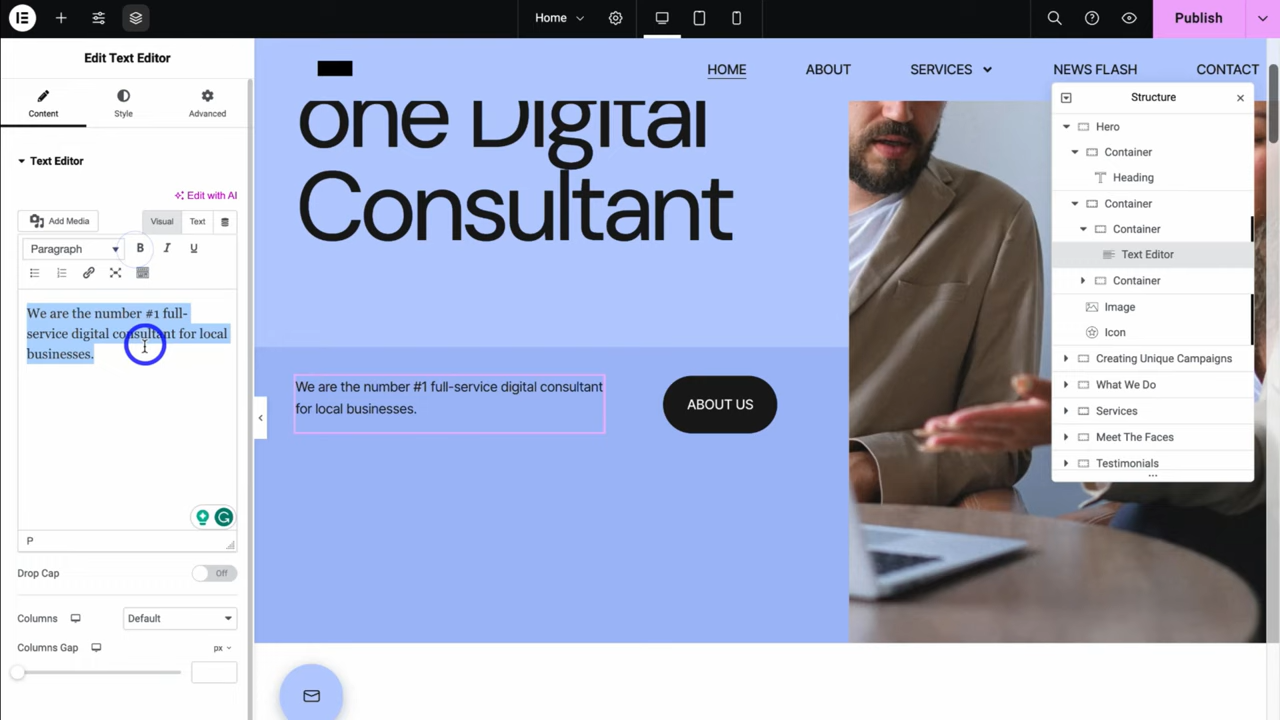 Home
Publish
Edit Text Editor
Content
Style
Advanced
Text Editor
Edit with AI
Add Media
Visual
Text
Paragraph
B
I
U
We are the number #1 full-
service digital consultant for local
businesses.
P
Drop Cap
Off
Columns
Default
Columns Gap
px
HOME
ABOUT
SERVICES
NEWS FLASH
CONTACT
one Digital
Consultant
We are the number #1 full-service digital consultant
for local businesses.
ABOUT US
Structure
Hero
Container
Heading
Container
Container
Text Editor
Container
Image
Icon
Creating Unique Campaigns
What We Do
Services
Meet The Faces
Testimonials